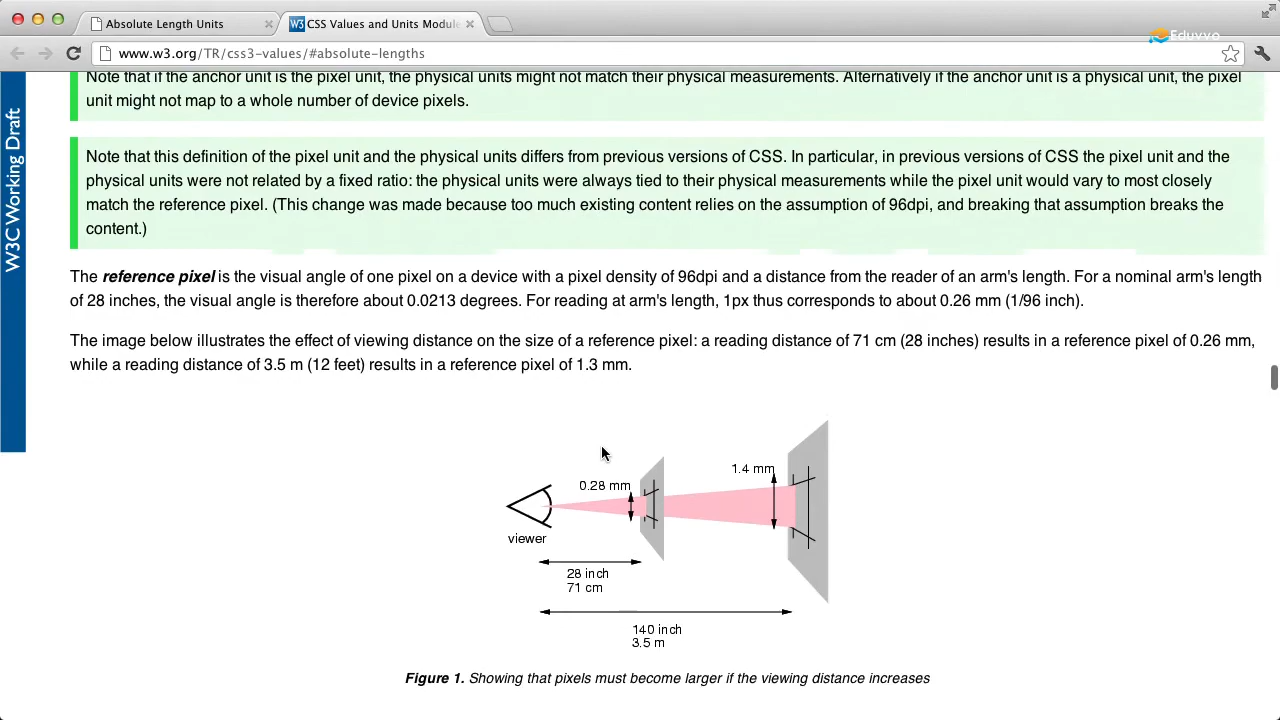 Absolute Length Units
W3 CSS Values and Units Module
Eduvvo
www.w3.org/TR/css3-values/#absolute-lengths
W3C Working Draft
Note that if the anchor unit is the pixel unit, the physical units might not match their physical measurements. Alternatively if the anchor unit is a physical unit, the pixel
unit might not map to a whole number of device pixels.
Note that this definition of the pixel unit and the physical units differs from previous versions of CSS. In particular, in previous versions of CSS the pixel unit and the
physical units were not related by a fixed ratio: the physical units were always tied to their physical measurements while the pixel unit would vary to most closely
match the reference pixel. (This change was made because too much existing content relies on the assumption of 96dpi, and breaking that assumption breaks the
content.)
The reference pixel is the visual angle of one pixel on a device with a pixel density of 96dpi and a distance from the reader of an arm's length. For a nominal arm's length
of 28 inches, the visual angle is therefore about 0.0213 degrees. For reading at arm's length, 1px thus corresponds to about 0.26 mm (1/96 inch).
The image below illustrates the effect of viewing distance on the size of a reference pixel: a reading distance of 71 cm (28 inches) results in a reference pixel of 0.26 mm,
while a reading distance of 3.5 m (12 feet) results in a reference pixel of 1.3 mm.
1.4 mm
0.28 mm
viewer
28 inch
71 cm
140 inch
3.5 m
Figure 1. Showing that pixels must become larger if the viewing distance increases